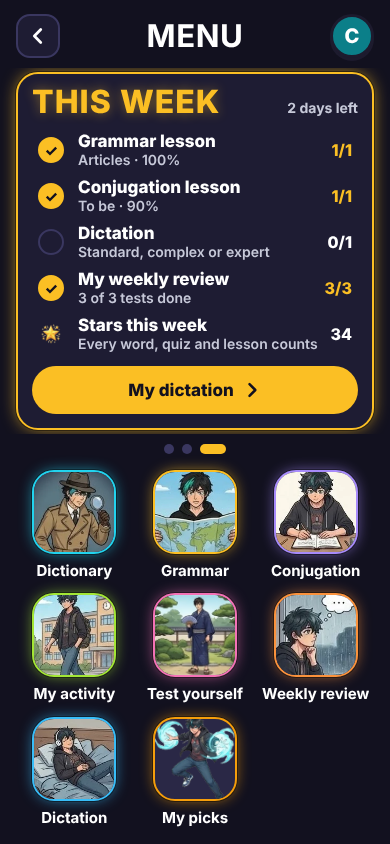 MENU
C
THIS WEEK
2 days left
Grammar lesson
1/1
Articles · 100%
Conjugation lesson
1/1
To be · 90%
Dictation
0/1
Standard, complex or expert
My weekly review
3/3
3 of 3 tests done
Stars this week
34
Every word, quiz and lesson counts
My dictation
Dictionary
Grammar
Conjugation
My activity
Test yourself
Weekly review
Dictation
My picks